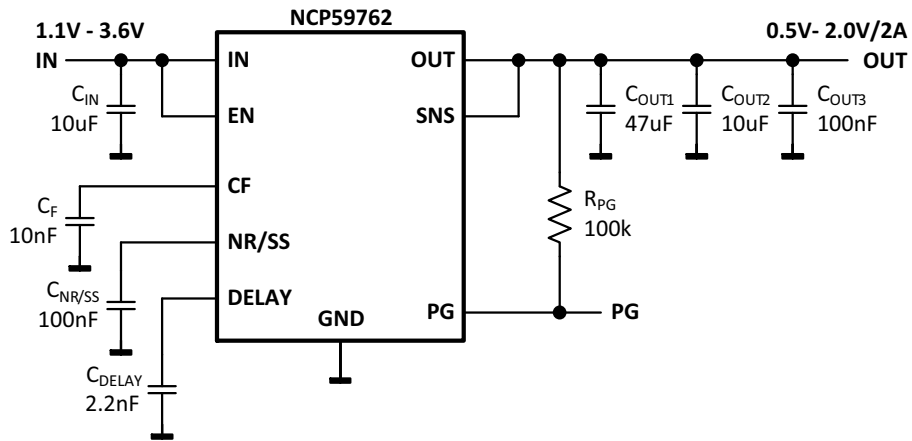 NCP59762
1.1V - 3.6V
0.5V- 2.0V/2A
IN
IN
OUT
OUT
CIN
10uF
EN
SNS
COUT1
47uF
COUT2
10uF
COUT3
100nF
CF
CF
10nF
RPG
100k
NR/SS
CNR/SS
100nF
DELAY
GND
PG
PG
CDELAY
2.2nF